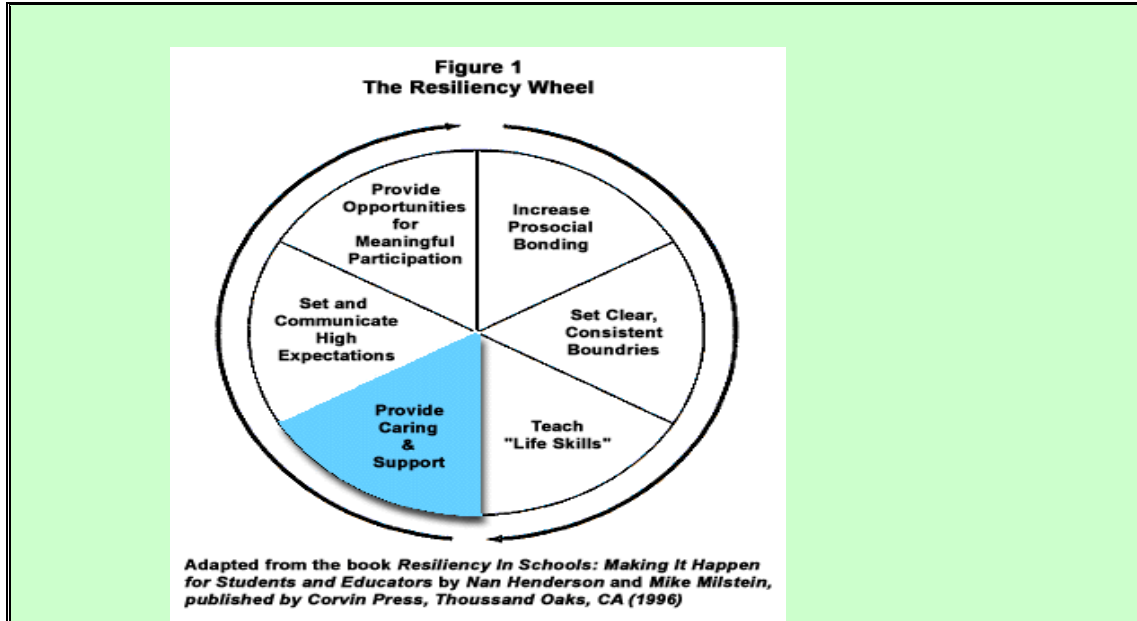 Figure 1
The Resiliency Wheel
Provide
Opportunities
for
Meaningful
Participation
Increase
Prosocial
Bonding
Set Clear,
Consistent
Boundries
Teach
"Life Skills"
Provide
Caring
&
Support
Set and
Communicate
High
Expectations
Adapted from the book Resiliency In Schools: Making It Happen
for Students and Educators by Nan Henderson and Mike Milstein,
published by Corvin Press, Thoussand Oaks, CA (1996)